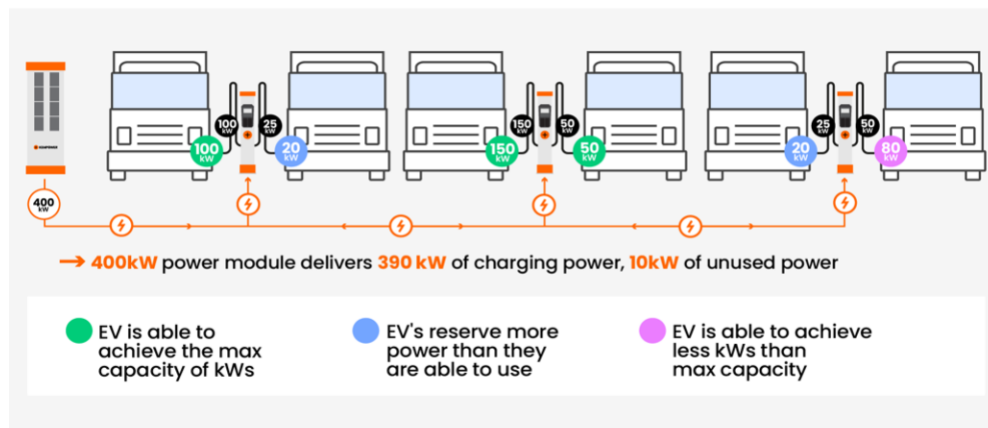 KEMPOWER
100 kW
25 kW
150 kW
50 kW
25 kW
50 kW
100 kW
20 kW
150 kW
50 kW
20 kW
80 kW
400 kW
→ 400kW power module delivers 390 kW of charging power, 10kW of unused power
EV is able to
achieve the max
capacity of kWs
EV's reserve more
power than they
are able to use
EV is able to achieve
less kWs than
max capacity